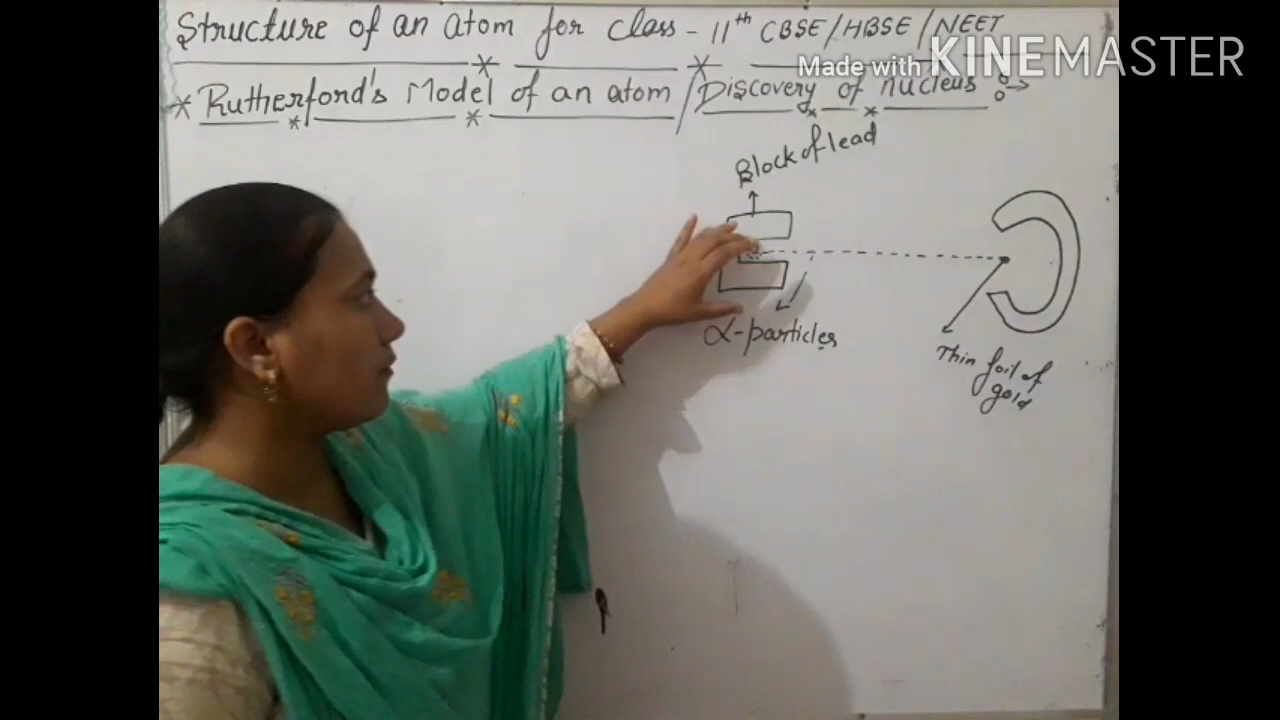 Structure of an atom for class - 11th CBSE/HBSE/NEET
Made with KINEMASTER
* Rutherford's Model of an atom/Discovery of nucleus :→
Block of lead
α-particles
Thin foil of
gold